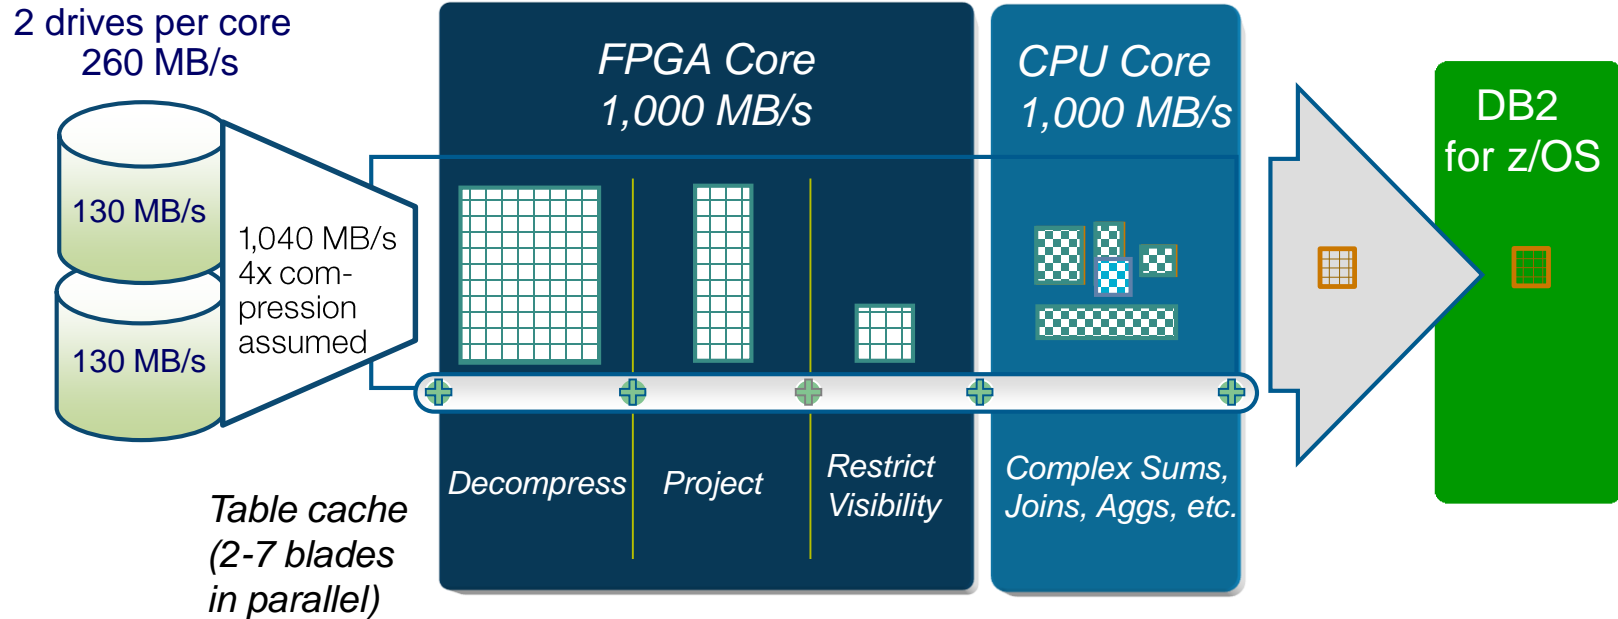 2 drives per core
260 MB/s
130 MB/s
130 MB/s
1,040 MB/s
4x com-
pression
assumed
Table cache
(2-7 blades
in parallel)
FPGA Core
1,000 MB/s
Decompress
Project
Restrict
Visibility
CPU Core
1,000 MB/s
Complex Sums,
Joins, Aggs, etc.
DB2
for z/OS